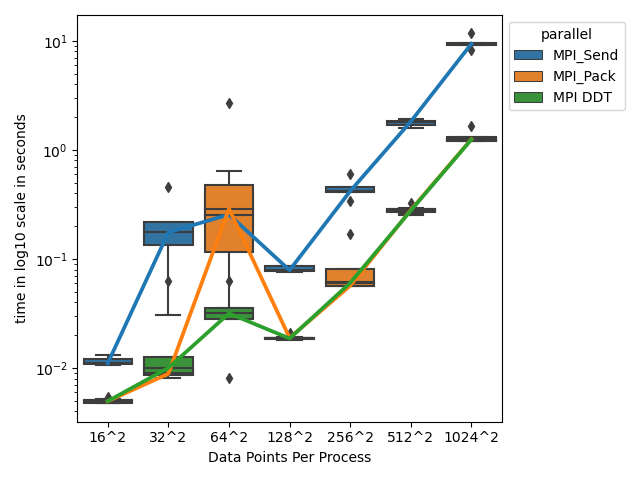 parallel
MPI_Send
MPI_Pack
MPI DDT
time in log10 scale in seconds
10^1
10^0
10^-1
10^-2
16^2 32^2 64^2 128^2 256^2 512^2 1024^2
Data Points Per Process